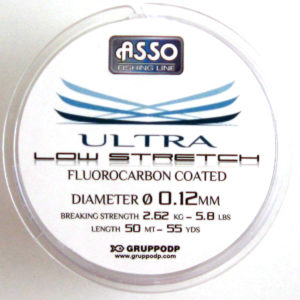 ASSO
FISHING LINE
ULTRA
LOW STRETCH
FLUOROCARBON COATED
DIAMETER Ø 0.12MM
BREAKING STRENGTH 2.62 KG - 5.8 LBS
LENGTH 50 MT- 55 YDS
GRUPPODP
www.gruppodp.com